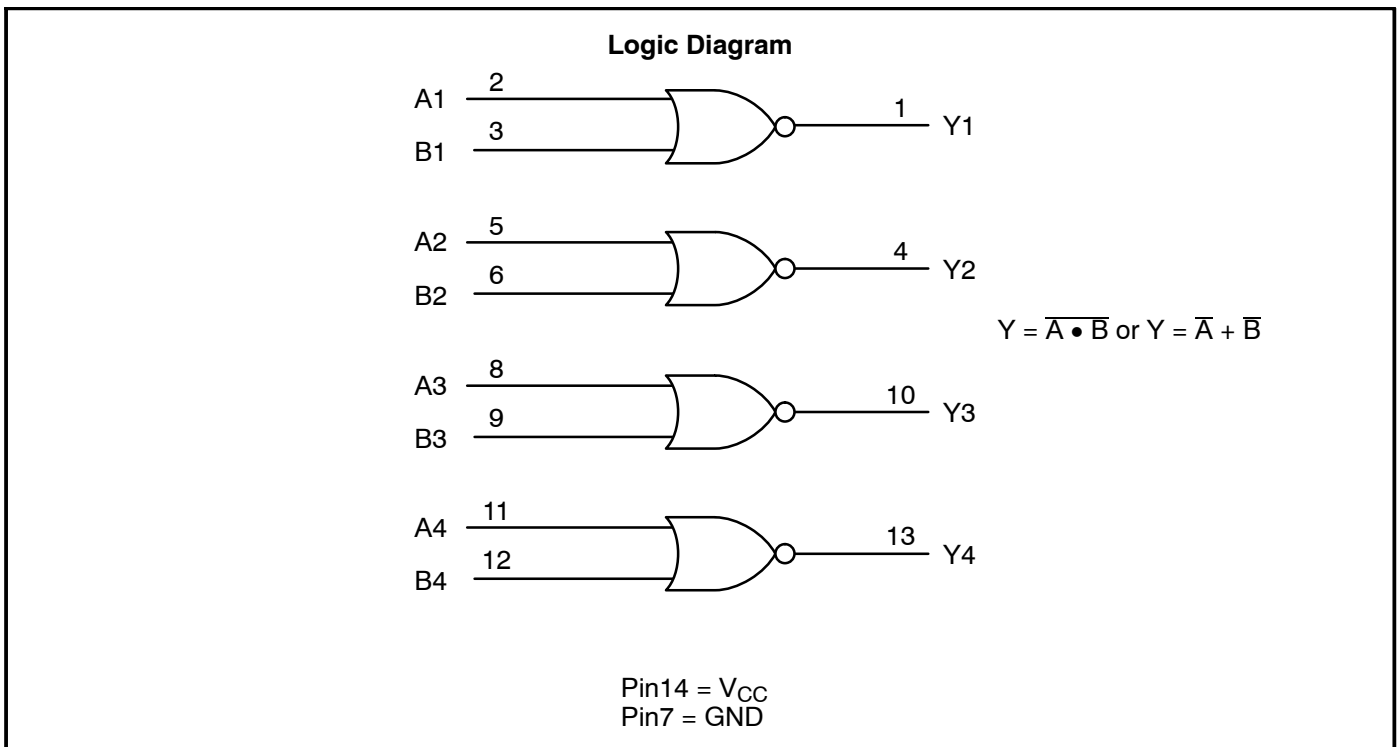 Logic Diagram
A1 2
B1 3
1 Y1
A2 5
B2 6
4 Y2
Y = A̅ ̅•̅ ̅B̅ or Y = A̅ + B̅
A3 8
B3 9
10 Y3
A4 11
B4 12
13 Y4
Pin14 = VCC
Pin7 = GND